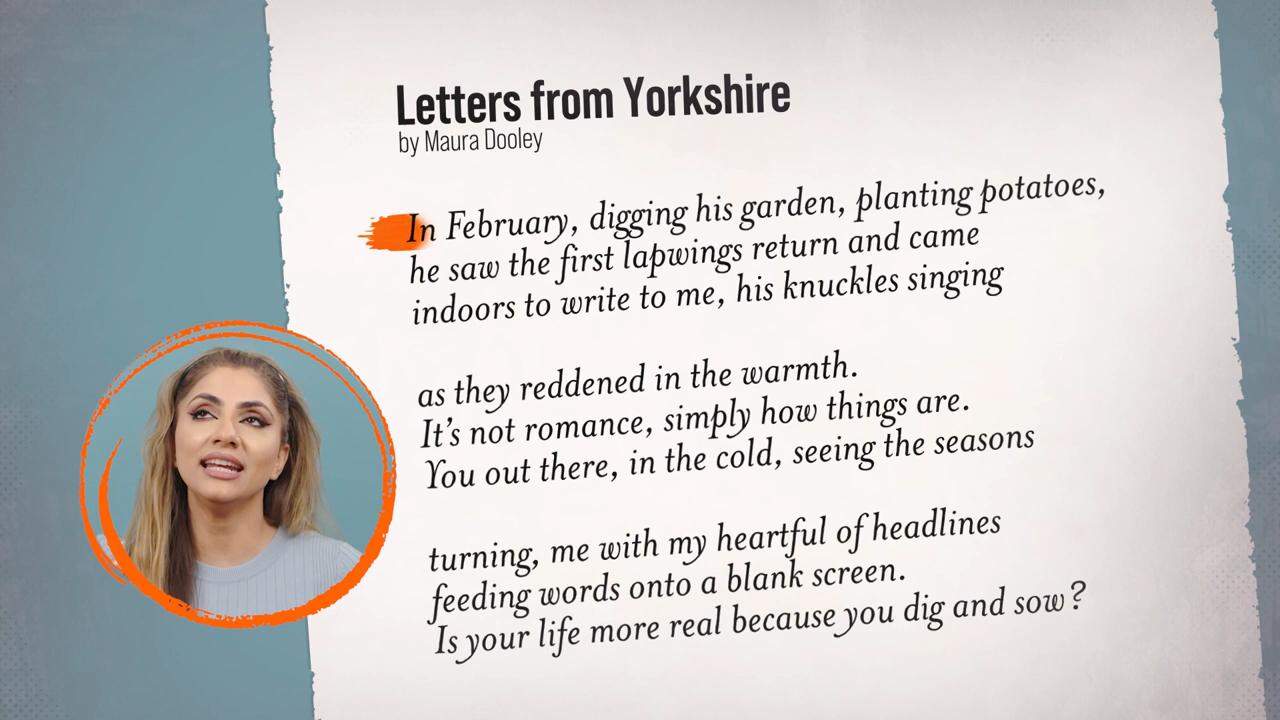 Letters from Yorkshire
by Maura Dooley
In February, digging his garden, planting potatoes,
he saw the first lapwings return and came
indoors to write to me, his knuckles singing
as they reddened in the warmth.
It's not romance, simply how things are.
You out there, in the cold, seeing the seasons
turning, me with my heartful of headlines
feeding words onto a blank screen.
Is your life more real because you dig and sow?